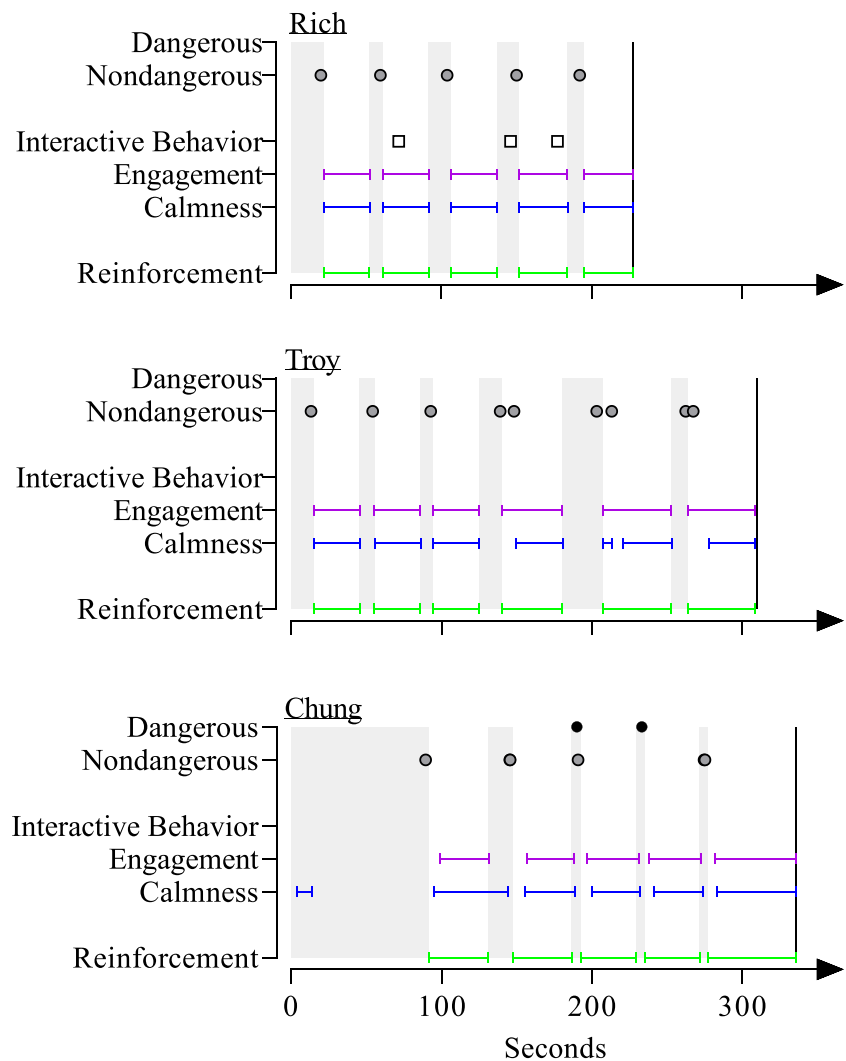 Rich
Dangerous
Nondangerous
Interactive Behavior
Engagement
Calmness
Reinforcement
Troy
Dangerous
Nondangerous
Interactive Behavior
Engagement
Calmness
Reinforcement
Chung
Dangerous
Nondangerous
Interactive Behavior
Engagement
Calmness
Reinforcement
0 100 200 300
Seconds